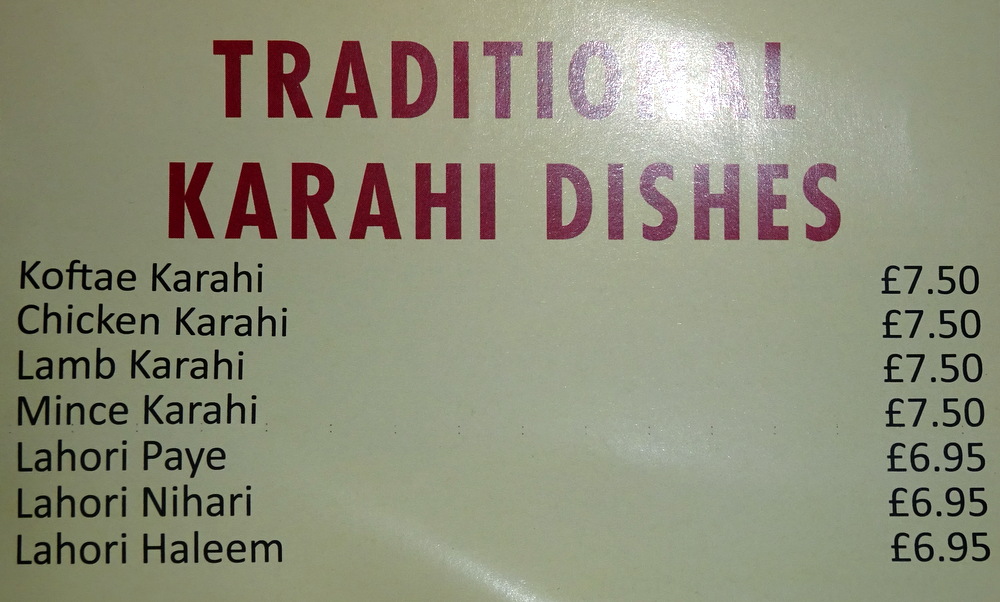 TRADITIONAL
KARAHI DISHES
Koftae Karahi £7.50
Chicken Karahi £7.50
Lamb Karahi £7.50
Mince Karahi £7.50
Lahori Paye £6.95
Lahori Nihari £6.95
Lahori Haleem £6.95